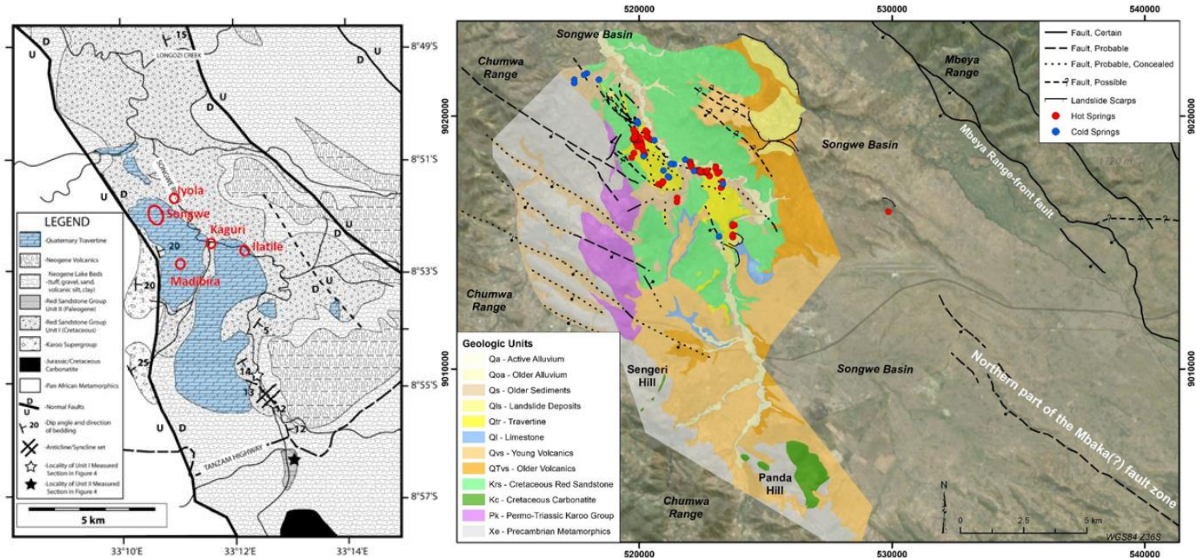 U
D
15
LONGOZI CREEK
U
D
8°49'S
D
U
SONGWE
8°51'S
Iyola
U
D
Songwe
Kaguri
Ilatile
20
Madibira
U
D
8°53'S
D
U
20
5
25
14
13
12
8°55'S
12
U
D
TANZAM HIGHWAY
8°57'S
LEGEND
-Quaternary Travertine
-Neogene Volcanics
Neogene Lake Beds
-tuff, gravel, sand,
volcanic silt, clay)
-Red Sandstone Group
Unit II (Paleogene)
-Red Sandstone Group
Unit I (Cretaceous)
-Karoo Supergroup
-Jurassic/Cretaceous
Carbonatite
-Pan African Metamorphics
U
D
-Normal Faults
20
-Dip angle and direction
of bedding
-Anticline/Syncline set
-Locality of Unit I Measured
Section in Figure 4
-Locality of Unit II Measured
Section in Figure 4
5 km
33°10'E
33°12'E
33°14'E
520000
530000
540000
Songwe Basin
Chumwa
Range
Mbeya
Range
Fault, Certain
Fault, Probable
Fault, Probable, Concealed
Fault, Possible
Landslide Scarps
Hot Springs
Cold Springs
9020000
9020000
Songwe Basin
Mbeya Range-front fault
Chumwa
Range
Geologic Units
Qa - Active Alluvium
Qoa - Older Alluvium
Qs - Older Sediments
Qls - Landslide Deposits
Qtr - Travertine
Ql - Limestone
Qvs - Young Volcanics
QTvs - Older Volcanics
Krs - Cretaceous Red Sandstone
Kc - Cretaceous Carbonatite
Pk - Permo-Triassic Karoo Group
Xe - Precambrian Metamorphics
Sengeri
Hill
Songwe Basin
9010000
9010000
Northern part of the Mbaka(?) fault zone
Panda
Hill
Chumwa
Range
N
0
2.5
5 km
WGS84 Z36S
520000
530000
540000